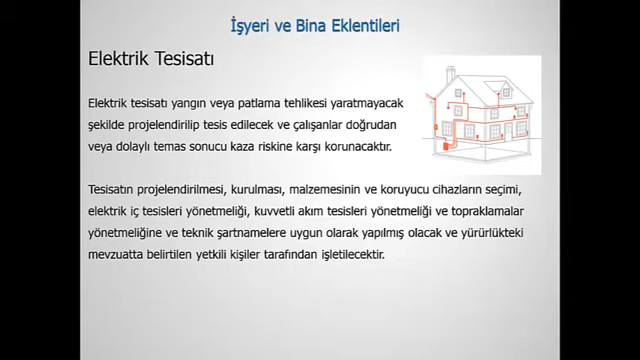 İşyeri ve Bina Eklentileri
Elektrik Tesisatı
Elektrik tesisatı yangın veya patlama tehlikesi yaratmayacak
şekilde projelendirilip tesis edilecek ve çalışanlar doğrudan
veya dolaylı temas sonucu kaza riskine karşı korunacaktır.
Tesisatın projelendirilmesi, kurulması, malzemesinin ve koruyucu cihazların seçimi,
elektrik iç tesisleri yönetmeliği, kuvvetli akım tesisleri yönetmeliği ve topraklamalar
yönetmeliğine ve teknik şartnamelere uygun olarak yapılmış olacak ve yürürlükteki
mevzuatta belirtilen yetkili kişiler tarafından işletilecektir.